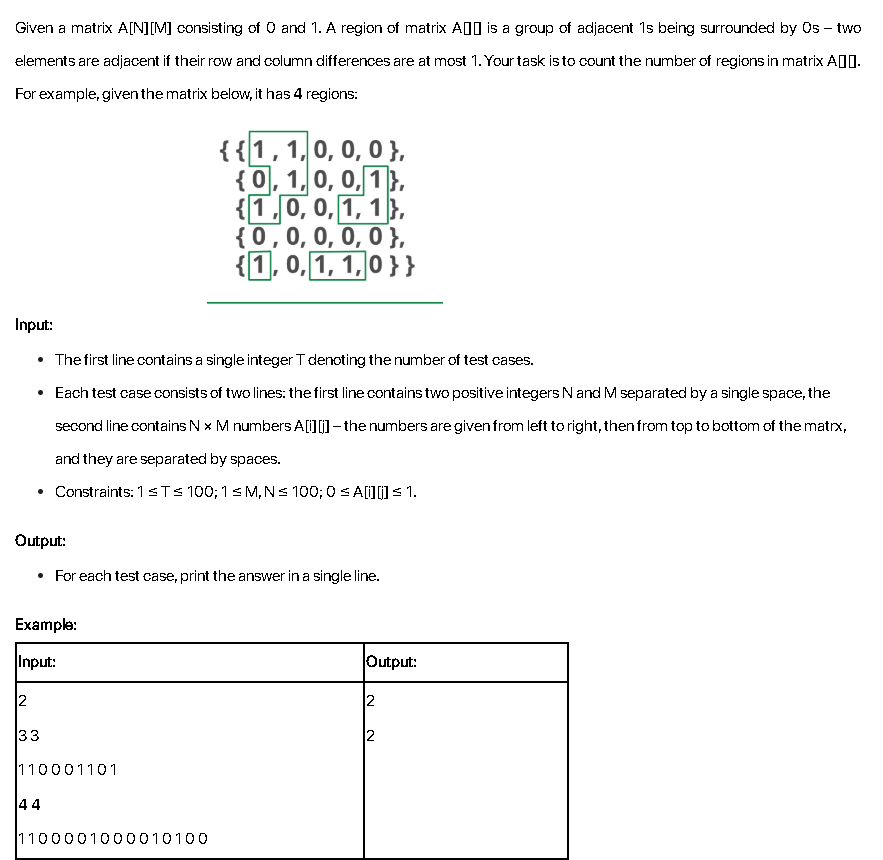 Given a matrix A[N][M] consisting of 0 and 1. A region of matrix A[][] is a group of adjacent 1s being surrounded by 0s – two
elements are adjacent if their row and column differences are at most 1. Your task is to count the number of regions in matrix A[][].
For example, given the matrix below, it has 4 regions:
{ { 1 , 1, 0, 0, 0 },
{ 0, 1, 0, 0, 1 },
{ 1 , 0, 0, 1, 1 },
{ 0 , 0, 0, 0, 0 },
{ 1 , 0, 1, 1, 0 } }
Input:
• The first line contains a single integer T denoting the number of test cases.
• Each test case consists of two lines: the first line contains two positive integers N and M separated by a single space, the
second line contains N × M numbers A[i][j] – the numbers are given from left to right, then from top to bottom of the matrx,
and they are separated by spaces.
• Constraints: 1 ≤ T ≤ 100; 1 ≤ M, N ≤ 100; 0 ≤ A[i][j] ≤ 1.
Output:
• For each test case, print the answer in a single line.
Example:
Input: Output:
2 2
3 3 2
1 1 0 0 0 1 1 0 1
4 4
1 1 0 0 0 0 1 0 0 0 0 1 0 1 0 0